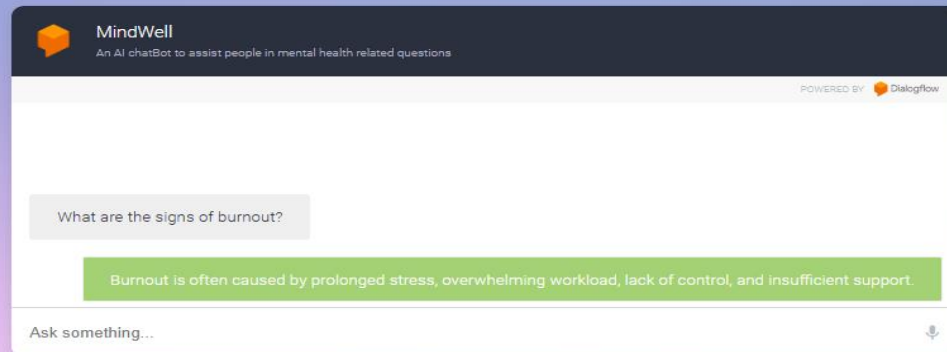 MindWell
An AI chatBot to assist people in mental health related questions
POWERED BY Dialogflow
What are the signs of burnout?
Burnout is often caused by prolonged stress, overwhelming workload, lack of control, and insufficient support.
Ask something...